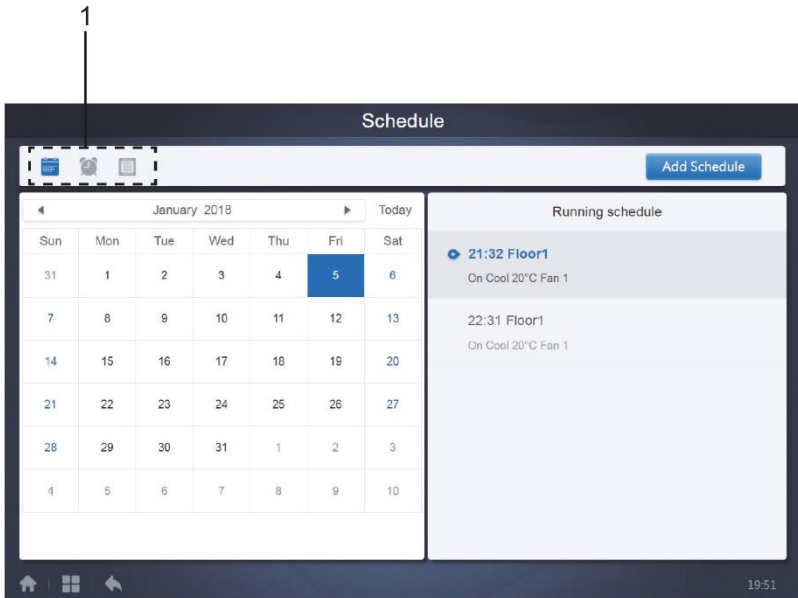 1
Schedule
Add Schedule
January 2018 Today
Sun Mon Tue Wed Thu Fri Sat
31 1 2 3 4 5 6
7 8 9 10 11 12 13
14 15 16 17 18 19 20
21 22 23 24 25 26 27
28 29 30 31 1 2 3
4 5 6 7 8 9 10
Running schedule
21:32 Floor1
On Cool 20°C Fan 1
22:31 Floor1
On Cool 20°C Fan 1
19:51